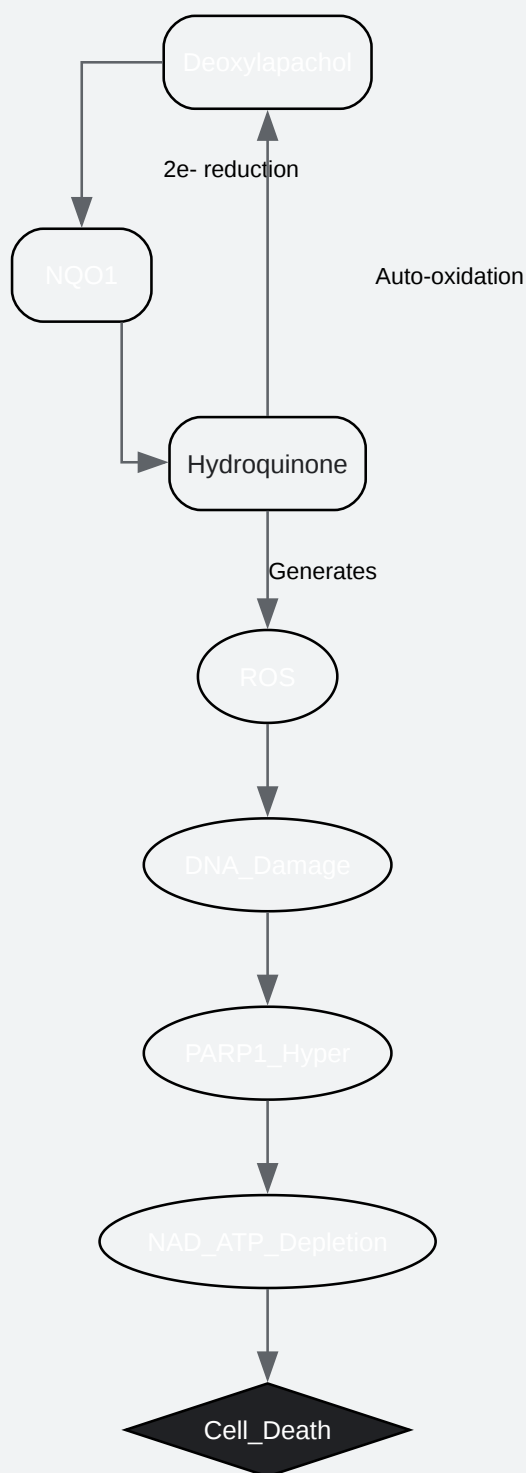 Deoxylapachol
2e- reduction
NQO1
Auto-oxidation
Hydroquinone
Generates
ROS
DNA_Damage
PARP1_Hyper
NAD_ATP_Depletion
Cell_Death